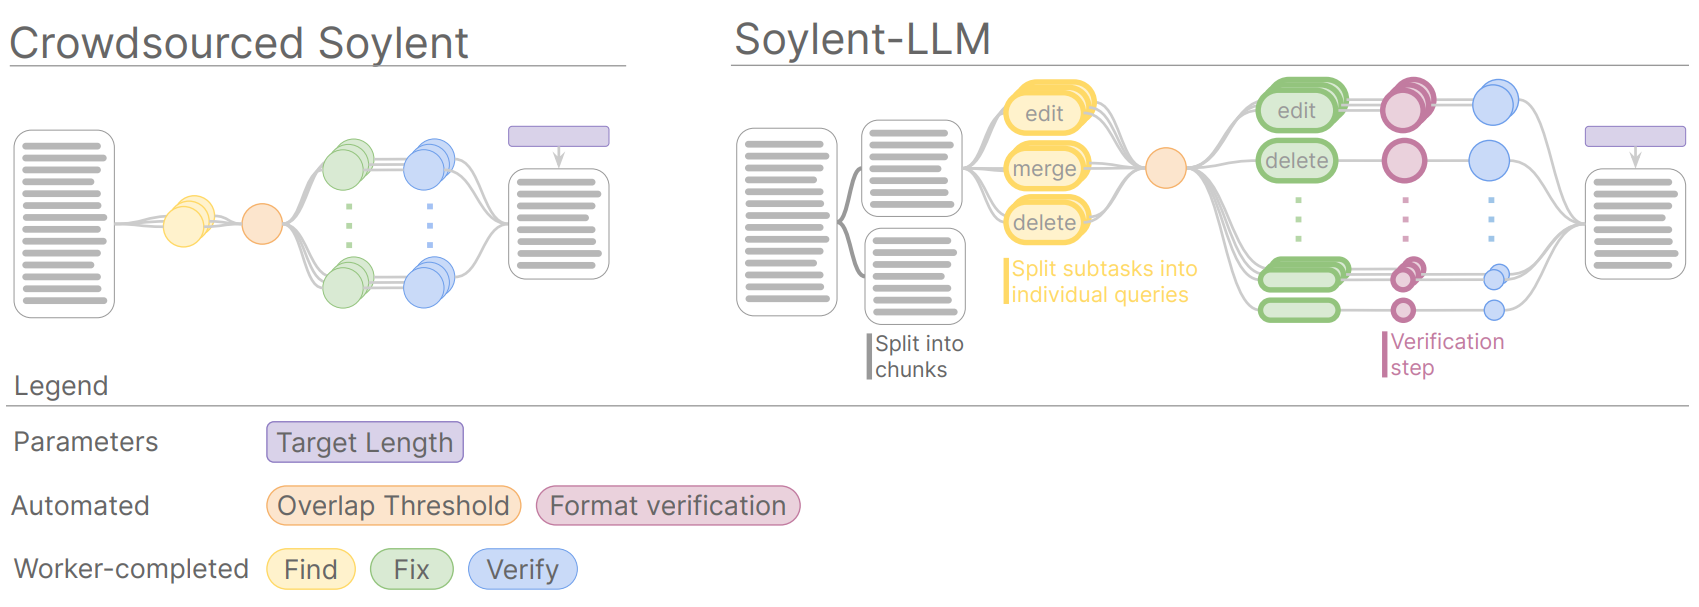 Crowdsourced Soylent
Soylent-LLM
edit
merge
delete
Split subtasks into
individual queries
edit
delete
Split into
chunks
Verification
step
Legend
Parameters
Target Length
Automated
Overlap Threshold
Format verification
Worker-completed
Find
Fix
Verify